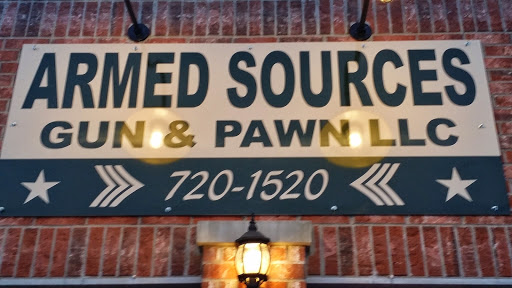 ARMED SOURCES
GUN & PAWN LLC
720-1520